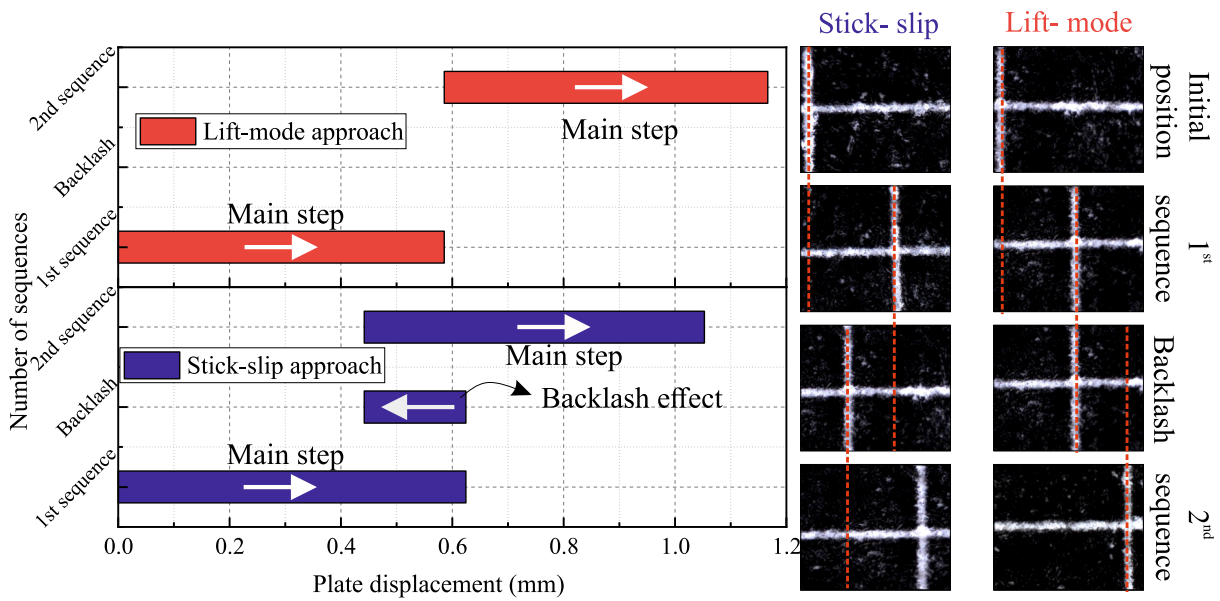 Number of sequences
2nd sequence
Backlash
1st sequence
Lift-mode approach
Main step
Main step
2nd sequence
Backlash
1st sequence
Stick-slip approach
Main step
Backlash effect
Main step
0.0 0.2 0.4 0.6 0.8 1.0 1.2
Plate displacement (mm)
Stick- slip
Lift- mode
Initial
position
1st
sequence
Backlash
2nd
sequence